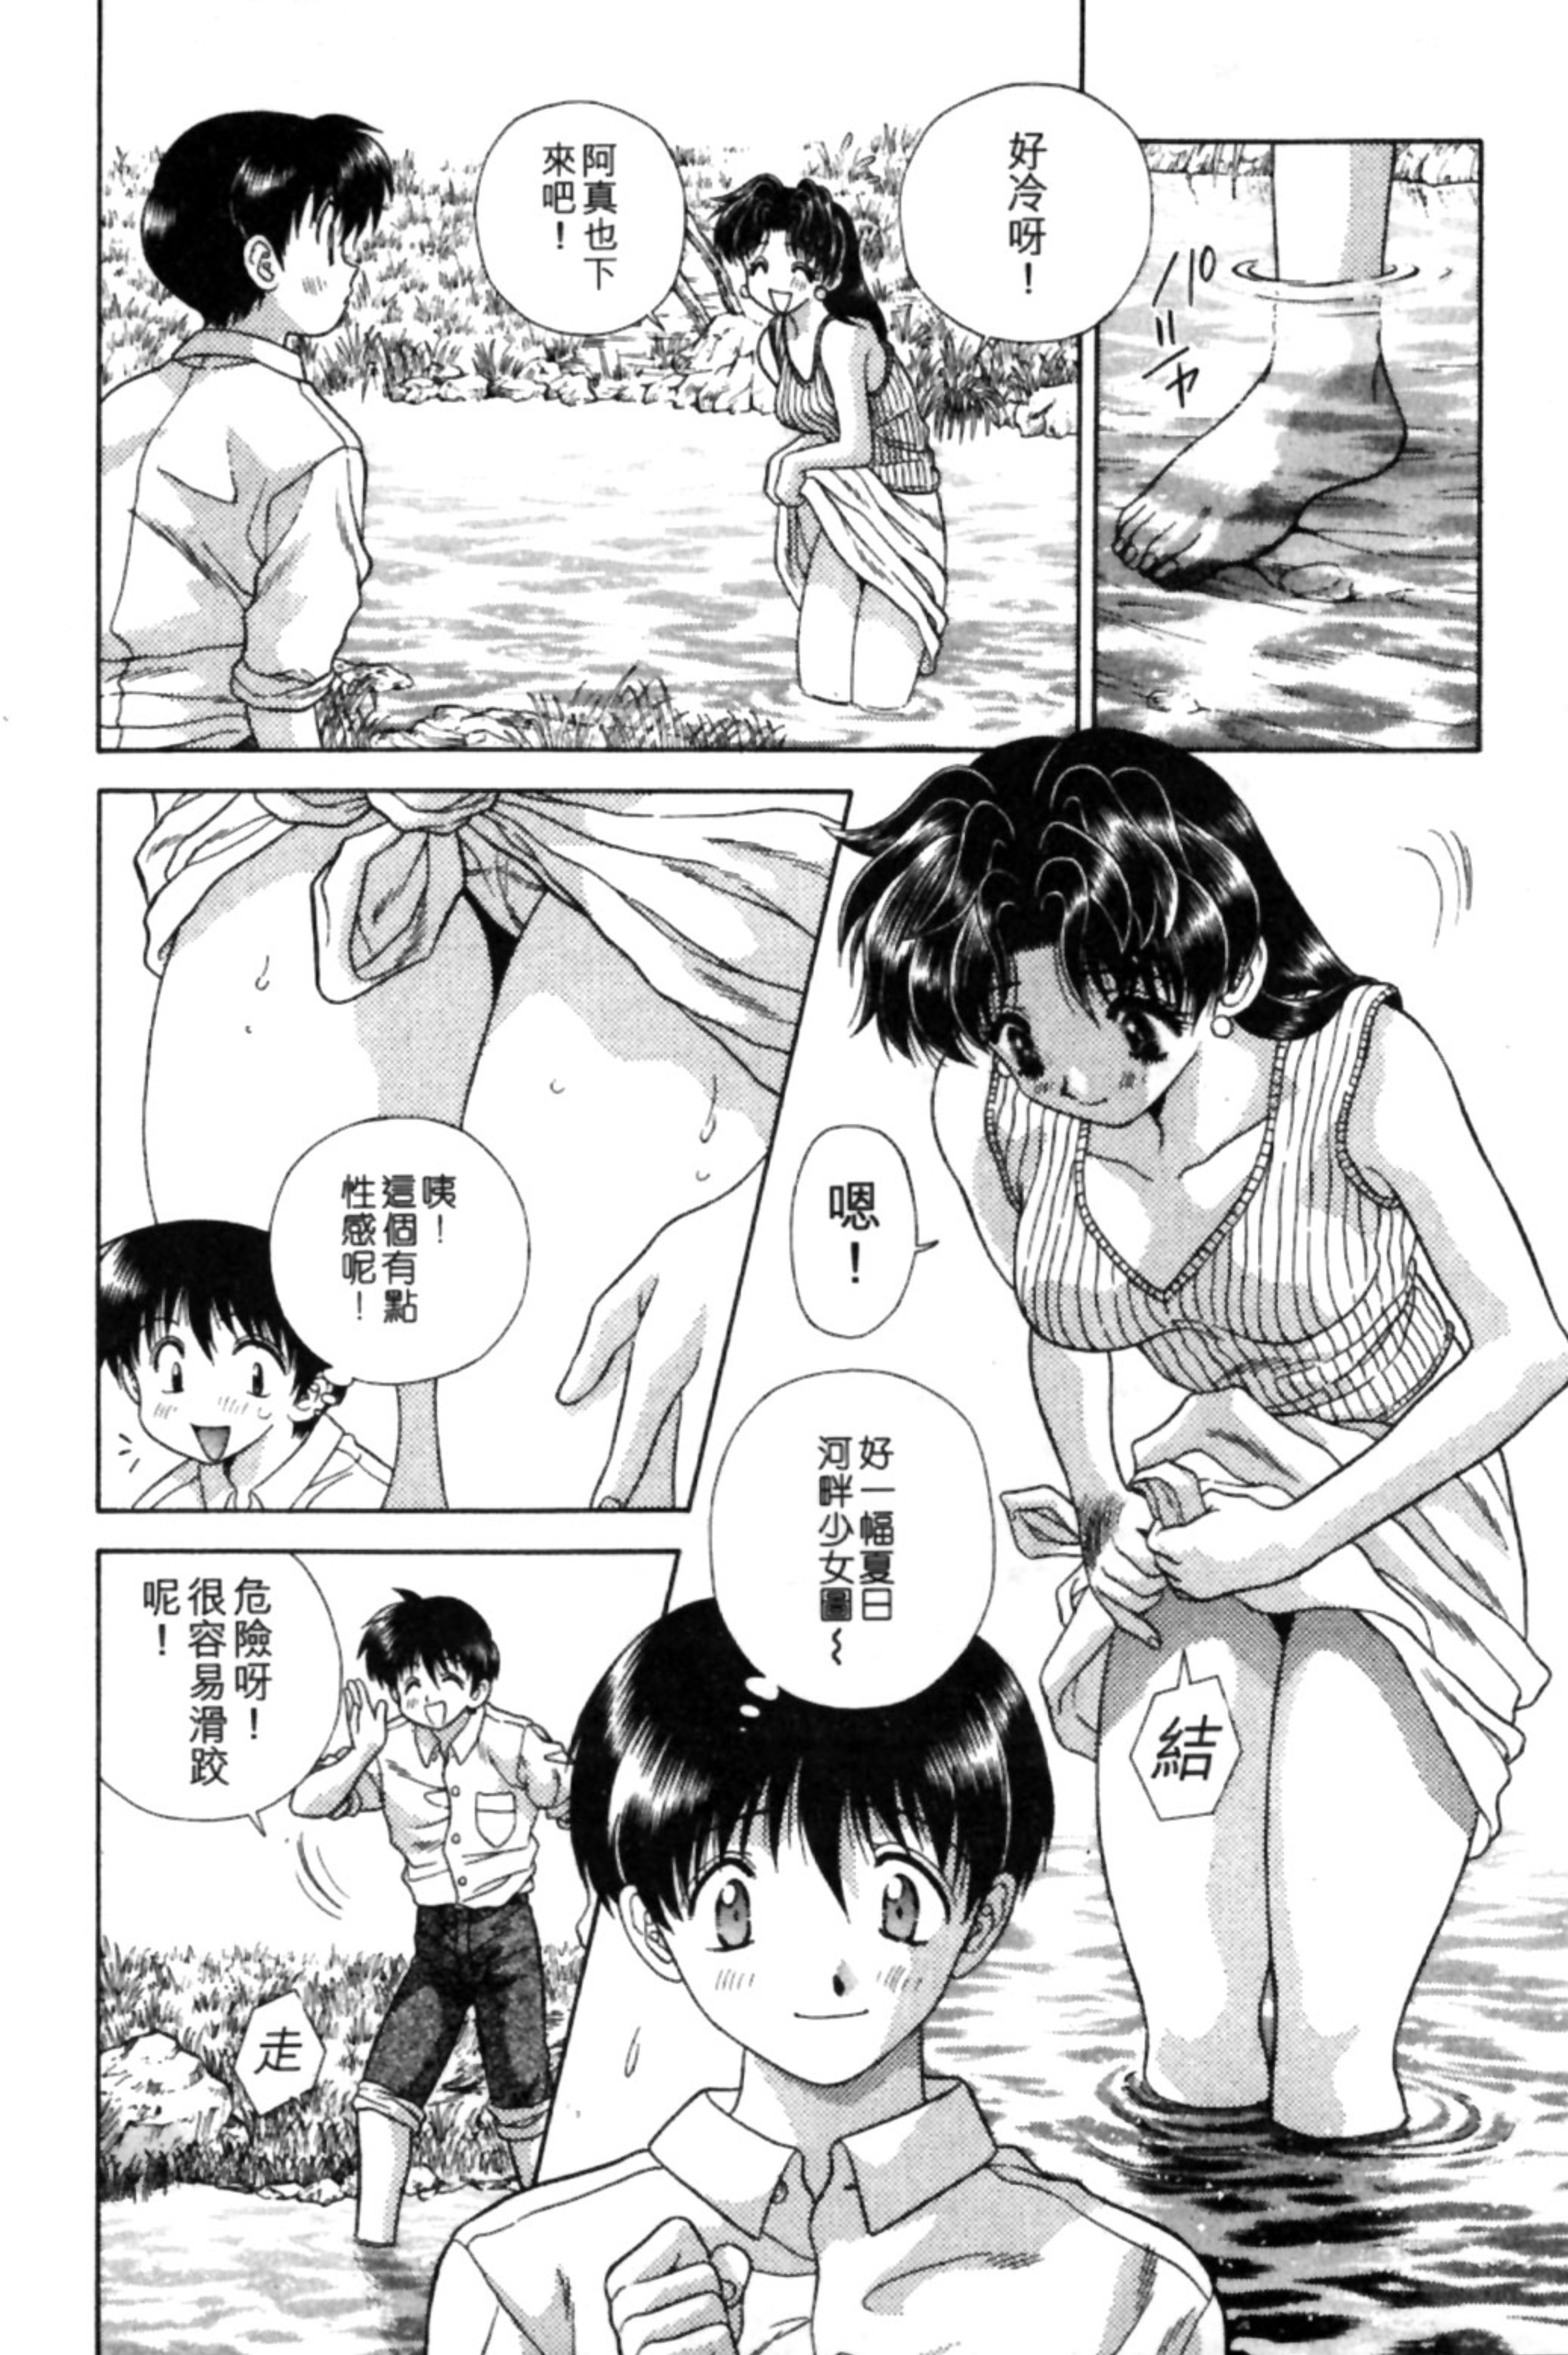 好冷呀！
パシャ
阿真也下
來吧！
嗯！
結
好一幅夏日
河畔少女圖～
咦！
這個有點
性感呢！
危險呀！
很容易滑跤
呢！
走